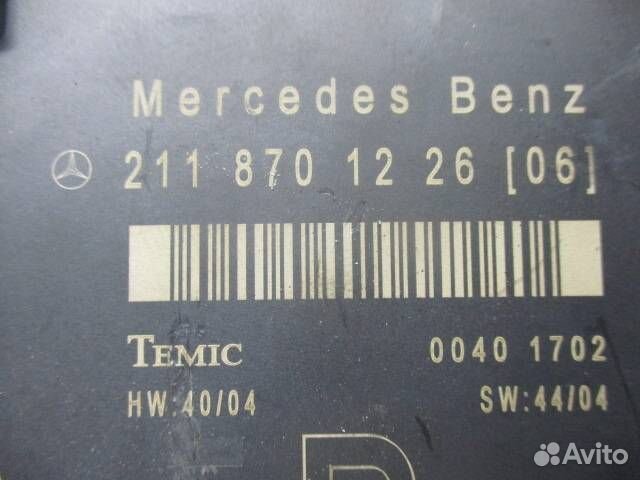 Mercedes Benz
211 870 12 26 [06]
TEMIC 0040 1702
HW:40/04 SW:44/04
Avito